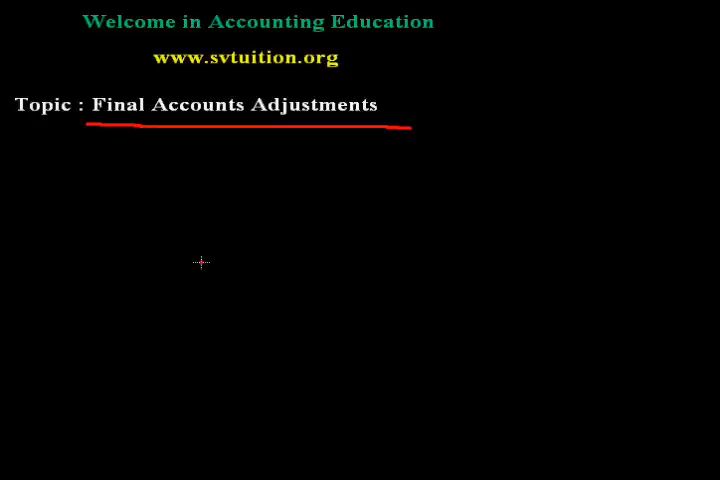 Welcome in Accounting Education
www.svtuition.org
Topic : Final Accounts Adjustments